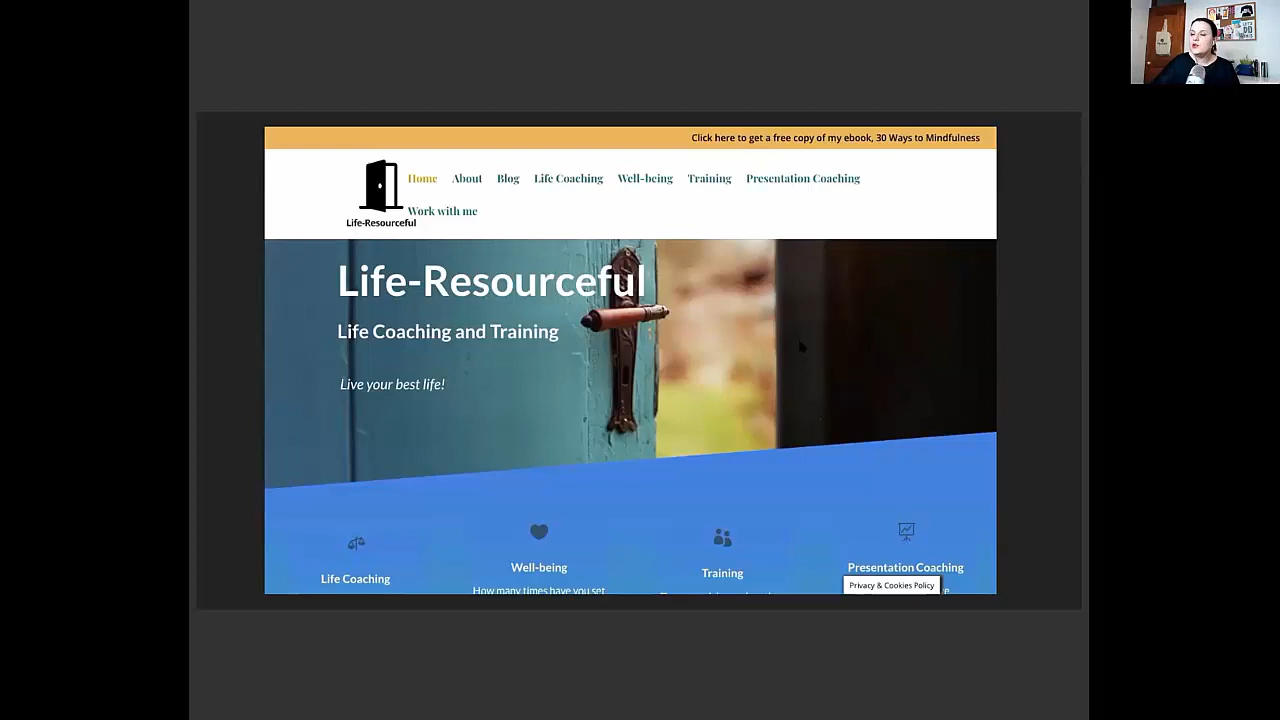 Click here to get a free copy of my ebook, 30 Ways to Mindfulness
Home About Blog Life Coaching Well-being Training Presentation Coaching
Work with me
Life-Resourceful
Life-Resourceful
Life Coaching and Training
Live your best life!
Life Coaching
Well-being
Training
Presentation Coaching
How many times have you set
Privacy & Cookies Policy